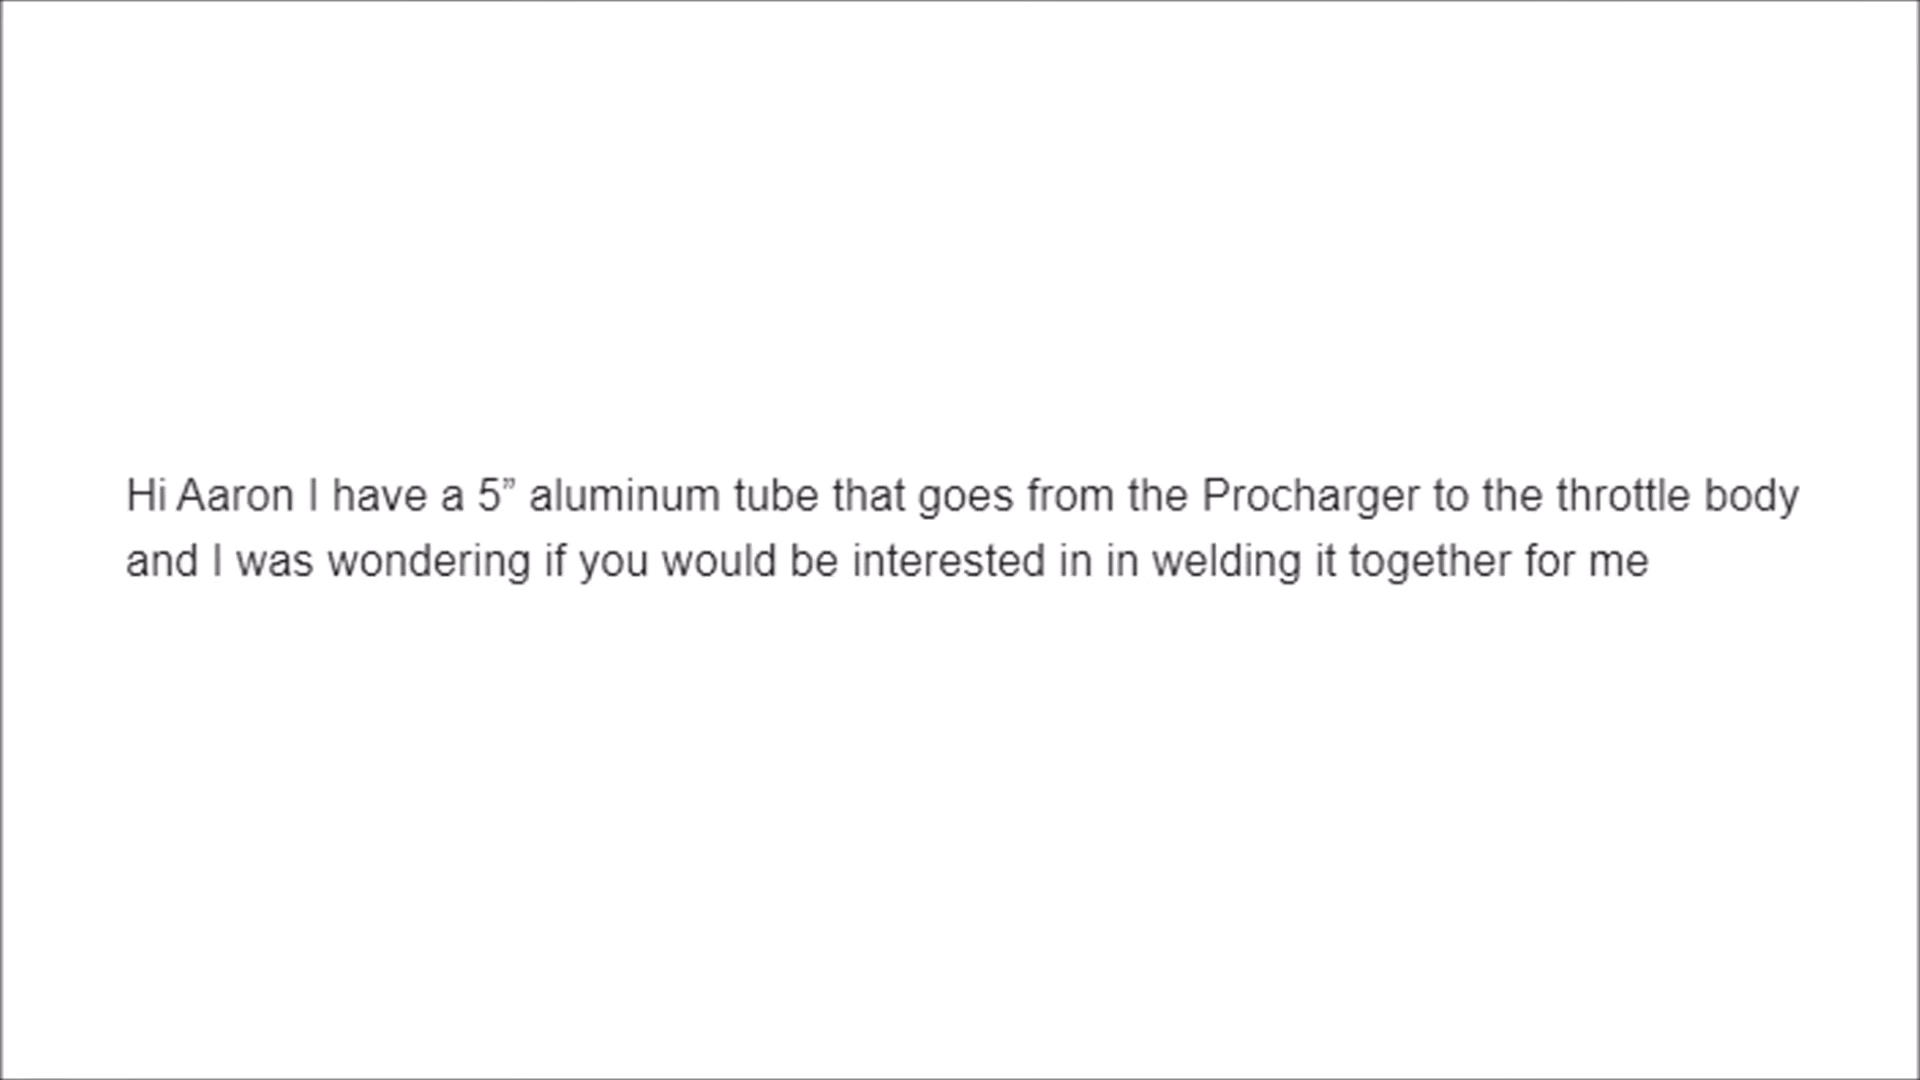 Hi Aaron I have a 5” aluminum tube that goes from the Procharger to the throttle body
and I was wondering if you would be interested in in welding it together for me